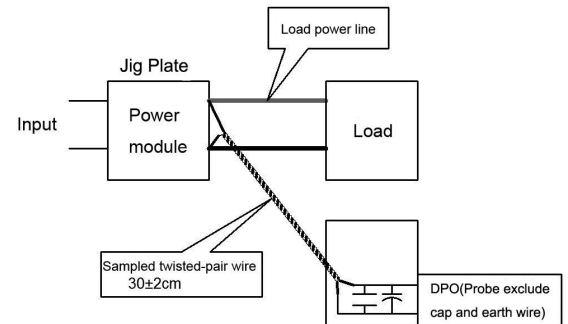 Load power line
Jig Plate
Input
Power
module
Load
Sampled twisted-pair wire
30±2cm
DPO(Probe exclude
cap and earth wire)